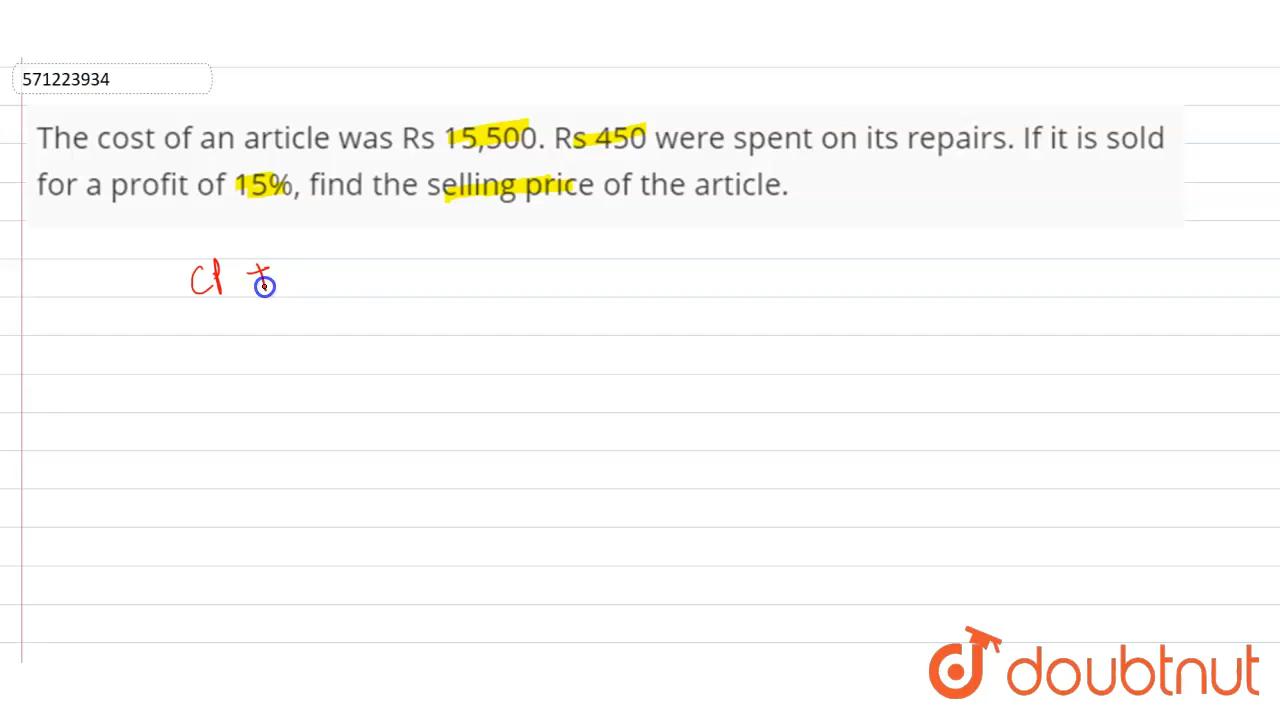 571223934
The cost of an article was Rs 15,500. Rs 450 were spent on its repairs. If it is sold
for a profit of 15%, find the selling price of the article.
CP +
doubtnut